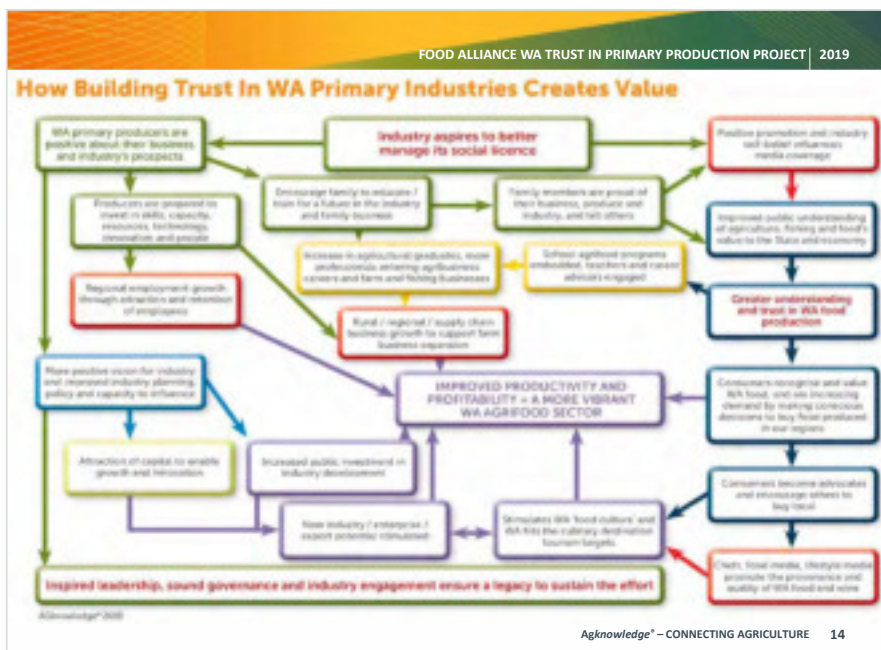 FOOD ALLIANCE WA TRUST IN PRIMARY PRODUCTION PROJECT 2019
How Building Trust In WA Primary Industries Creates Value
WA primary producers are
positive about their business
and industry's prospects
Industry aspires to better
manage its social licence
Positive promotion and industry
self-belief influences
media coverage
Producers are prepared to
invest in skills, capacity,
resources, technology,
innovation and people
Encourage family to educate /
train for a future in the industry
and family business
Family members are proud of
their business, produce and
industry, and tell others
Improved public understanding
of agriculture, fishing and food's
value to the State and economy
Increase in agricultural graduates, more
professionals entering agribusiness
careers and farm and fishing businesses
School agrifood programs
embedded, teachers and career
advisors engaged
Regional employment growth
through attraction and retention
of employees
Greater understanding
and trust in WA food
production
Rural / regional / supply chain
business growth to support farm
business expansion
More positive vision for industry
and improved industry planning,
policy and capacity to influence
IMPROVED PRODUCTIVITY AND
PROFITABILITY = A MORE VIBRANT
WA AGRIFOOD SECTOR
Consumers recognise and value
WA food, and are increasing
demand by making conscious
decisions to buy food produced
in our regions
Attraction of capital to enable
growth and innovation
Increased public investment in
industry development
Consumers become advocates
and encourage others to
buy local
New industry / enterprise /
export potential stimulated
Stimulates WA 'food culture' and
WA hits the culinary destination
tourism targets.
Chefs, food media, lifestyle media
promote the provenance and
quality of WA food and wine
Inspired leadership, sound governance and industry engagement ensure a legacy to sustain the effort
AGknowledge®
Agknowledge® – CONNECTING AGRICULTURE 14